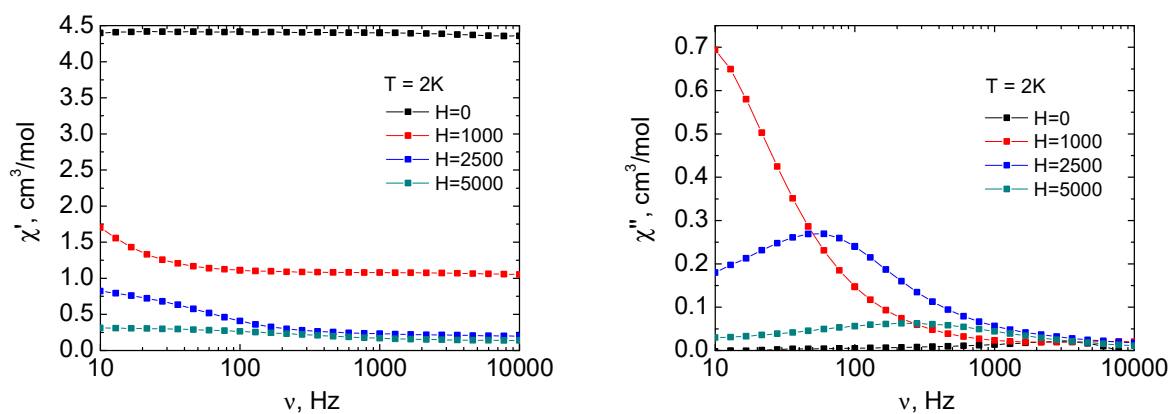 4.5
4.0
3.5
3.0
2.5
2.0
1.5
1.0
0.5
0.0
χ', cm³/mol
T = 2K
H=0
H=1000
H=2500
H=5000
10
100
1000
10000
ν, Hz
0.7
0.6
0.5
0.4
0.3
0.2
0.1
0.0
χ'', cm³/mol
T = 2K
H=0
H=1000
H=2500
H=5000
10
100
1000
10000
ν, Hz